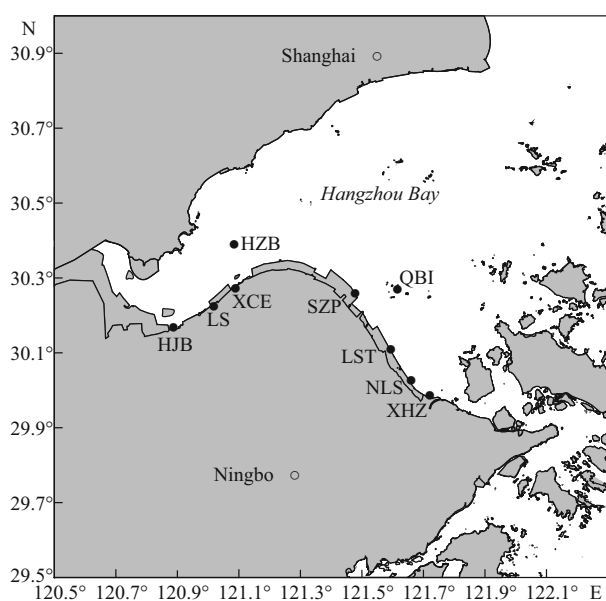 N
30.9°
Shanghai
30.7°
30.5°
Hangzhou Bay
HZB
30.3°
QBI
XCE
SZP
LS
HJB
30.1°
LST
NLS
XHZ
29.9°
Ningbo
29.7°
29.5°
120.5° 120.7° 120.9° 121.1° 121.3° 121.5° 121.7° 121.9° 122.1° E